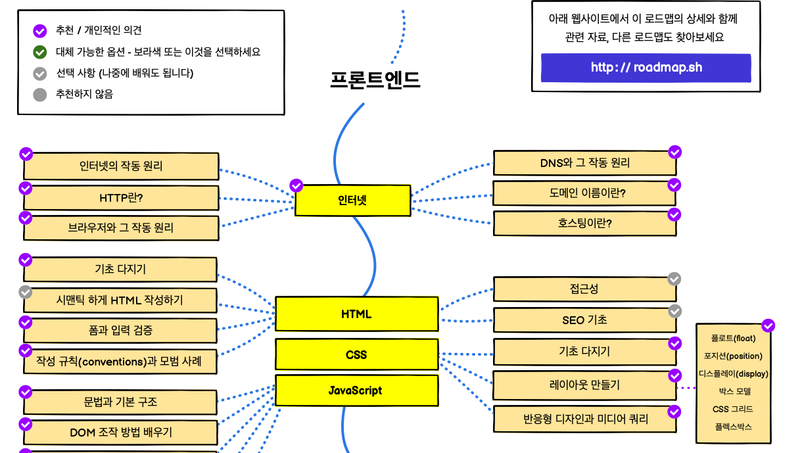 추천 / 개인적인 의견
대체 가능한 옵션 - 보라색 또는 이것을 선택하세요
선택 사항 (나중에 배워도 됩니다)
추천하지 않음
아래 웹사이트에서 이 로드맵의 상세와 함께
관련 자료, 다른 로드맵도 찾아보세요
http://roadmap.sh
프론트엔드
인터넷의 작동 원리
HTTP란?
브라우저와 그 작동 원리
인터넷
DNS와 그 작동 원리
도메인 이름이란?
호스팅이란?
기초 다지기
시맨틱 하게 HTML 작성하기
폼과 입력 검증
작성 규칙(conventions)과 모범 사례
HTML
접근성
SEO 기초
CSS
기초 다지기
레이아웃 만들기
반응형 디자인과 미디어 쿼리
플로트(float)
포지션(position)
디스플레이(display)
박스 모델
CSS 그리드
플렉스박스
JavaScript
문법과 기본 구조
DOM 조작 방법 배우기